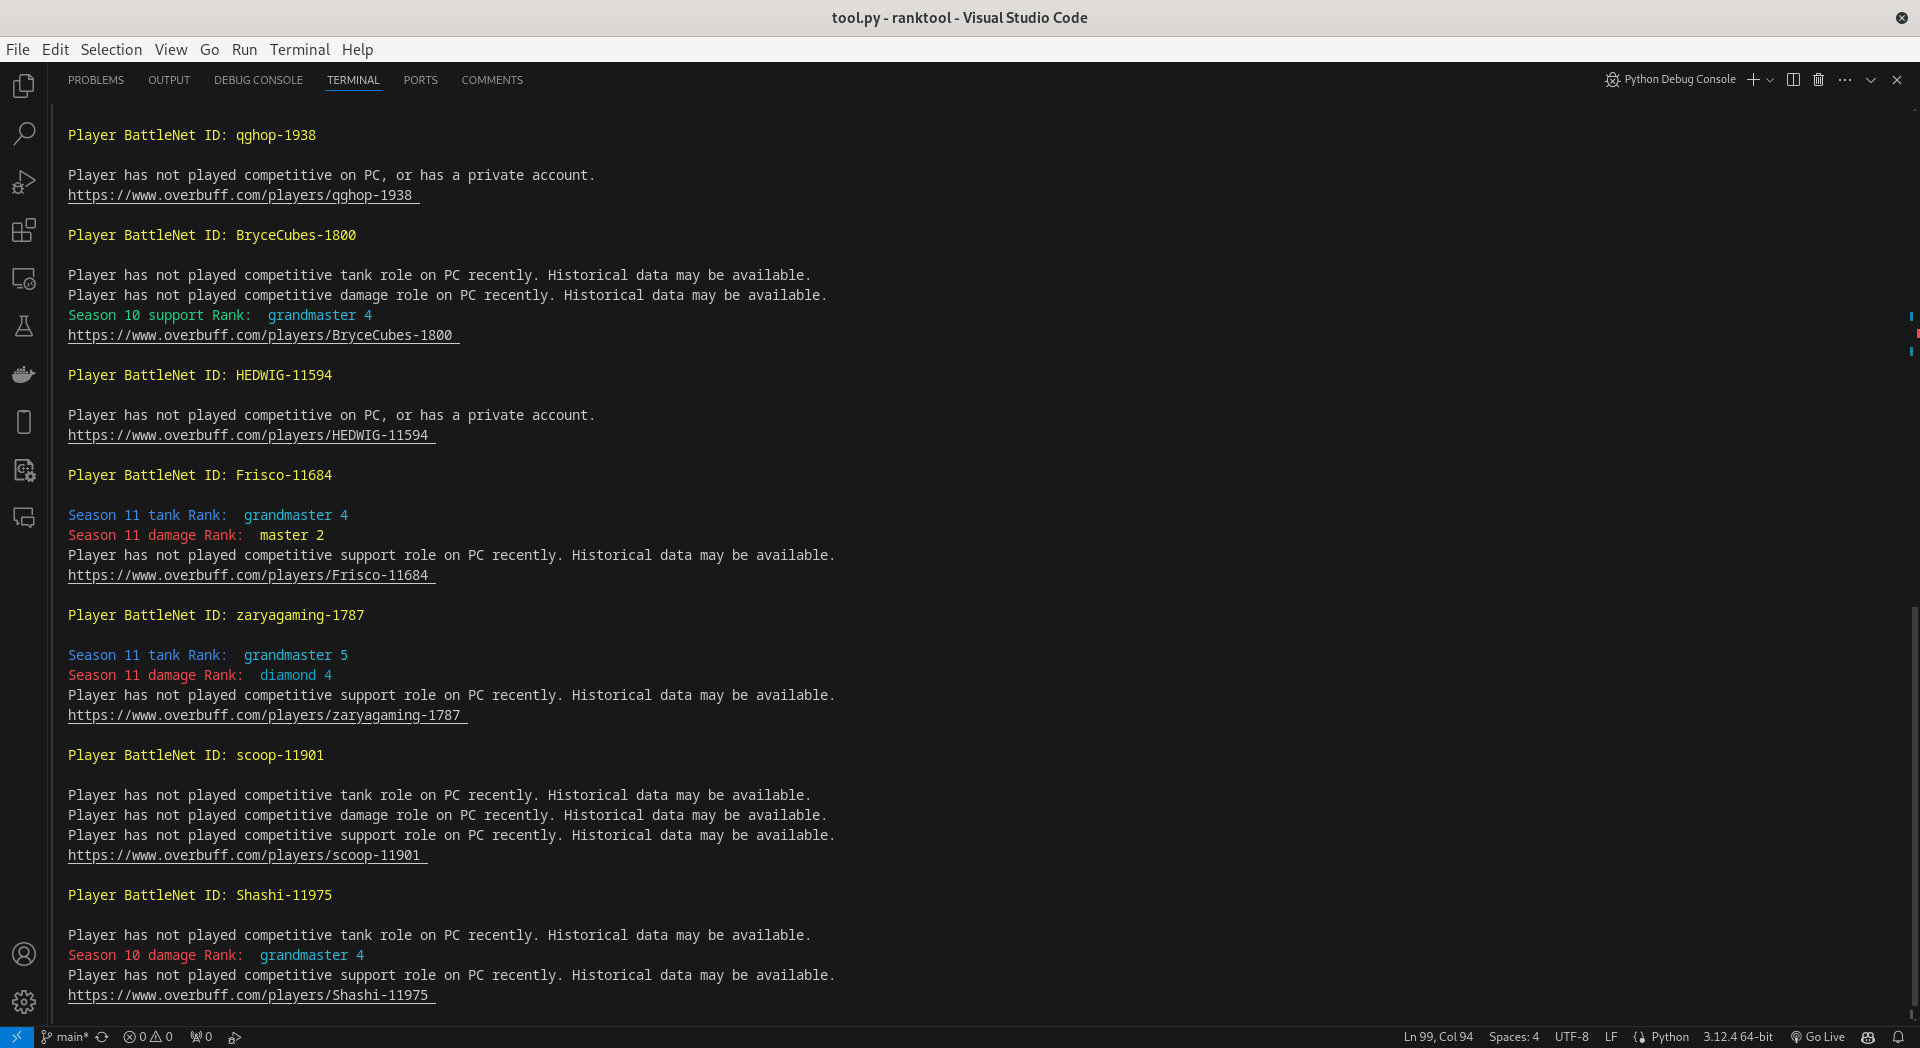 tool.py - ranktool - Visual Studio Code
File Edit Selection View Go Run Terminal Help
PROBLEMS OUTPUT DEBUG CONSOLE TERMINAL PORTS COMMENTS Python Debug Console
Player BattleNet ID: qghop-1938
Player has not played competitive on PC, or has a private account.
https://www.overbuff.com/players/qghop-1938
Player BattleNet ID: BryceCubes-1800
Player has not played competitive tank role on PC recently. Historical data may be available.
Player has not played competitive damage role on PC recently. Historical data may be available.
Season 10 support Rank: grandmaster 4
https://www.overbuff.com/players/BryceCubes-1800
Player BattleNet ID: HEDWIG-11594
Player has not played competitive on PC, or has a private account.
https://www.overbuff.com/players/HEDWIG-11594
Player BattleNet ID: Frisco-11684
Season 11 tank Rank: grandmaster 4
Season 11 damage Rank: master 2
Player has not played competitive support role on PC recently. Historical data may be available.
https://www.overbuff.com/players/Frisco-11684
Player BattleNet ID: zaryagaming-1787
Season 11 tank Rank: grandmaster 5
Season 11 damage Rank: diamond 4
Player has not played competitive support role on PC recently. Historical data may be available.
https://www.overbuff.com/players/zaryagaming-1787
Player BattleNet ID: scoop-11901
Player has not played competitive tank role on PC recently. Historical data may be available.
Player has not played competitive damage role on PC recently. Historical data may be available.
Player has not played competitive support role on PC recently. Historical data may be available.
https://www.overbuff.com/players/scoop-11901
Player BattleNet ID: Shashi-11975
Player has not played competitive tank role on PC recently. Historical data may be available.
Season 10 damage Rank: grandmaster 4
Player has not played competitive support role on PC recently. Historical data may be available.
https://www.overbuff.com/players/Shashi-11975
main* 0 0 0 Ln 99, Col 94 Spaces: 4 UTF-8 LF Python 3.12.4 64-bit Go Live